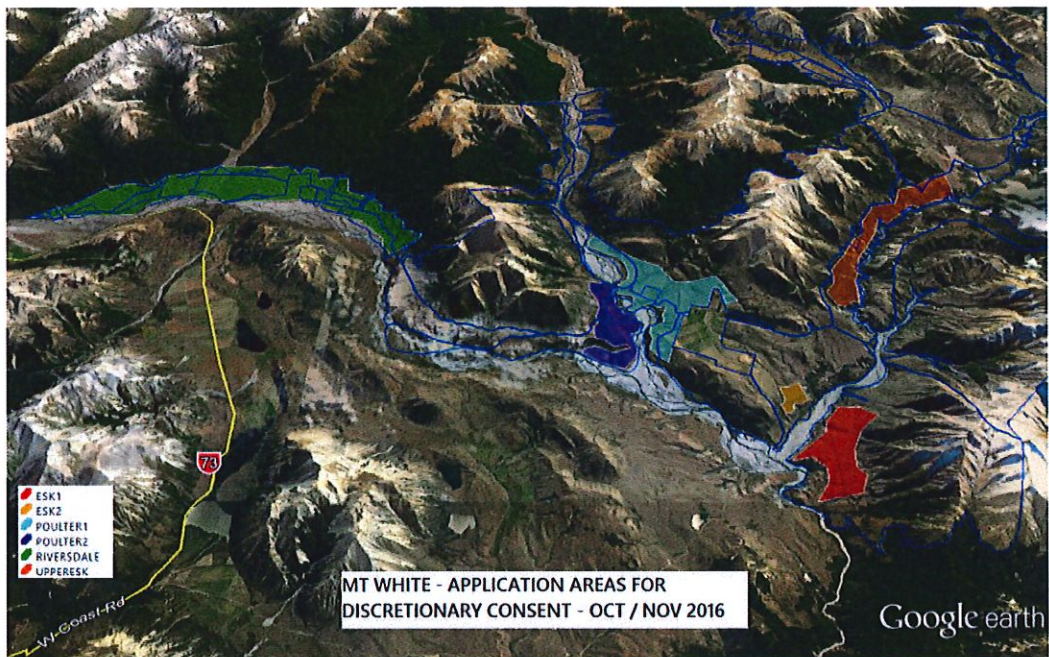 73
ESK1
ESK2
POULTER1
POULTER2
RIVERSDALE
UPPERESK
W-Coast-Rd
MT WHITE - APPLICATION AREAS FOR
DISCRETIONARY CONSENT - OCT / NOV 2016
Google earth